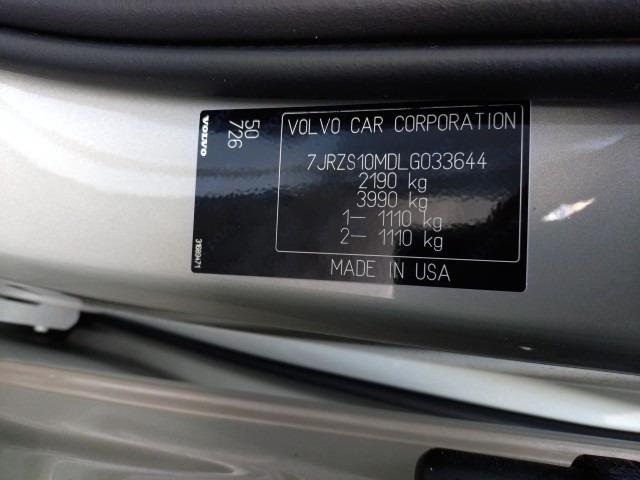 VOLVO CAR CORPORATION
7JRZS10MDLG033644
2190 kg
3990 kg
1– 1110 kg
2– 1110 kg
MADE IN USA
50
726
VOLVO
31689471